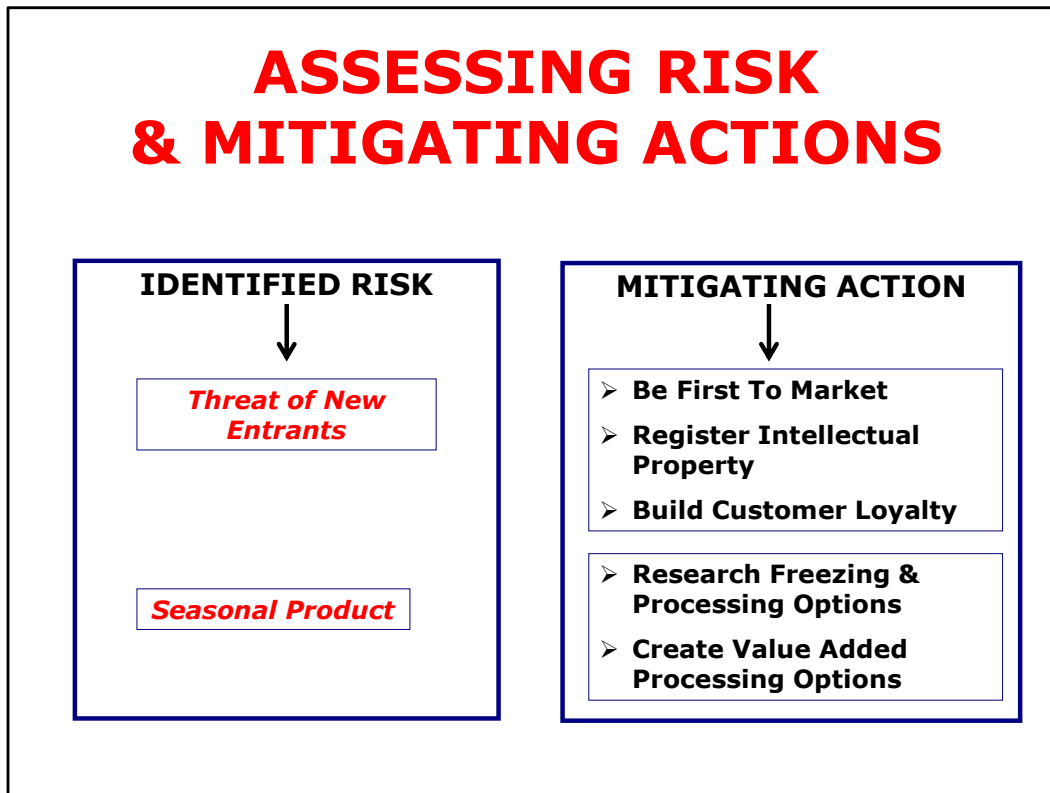 ASSESSING RISK
& MITIGATING ACTIONS
IDENTIFIED RISK
Threat of New
Entrants
Seasonal Product
MITIGATING ACTION
➢ Be First To Market
➢ Register Intellectual
Property
➢ Build Customer Loyalty
➢ Research Freezing &
Processing Options
➢ Create Value Added
Processing Options